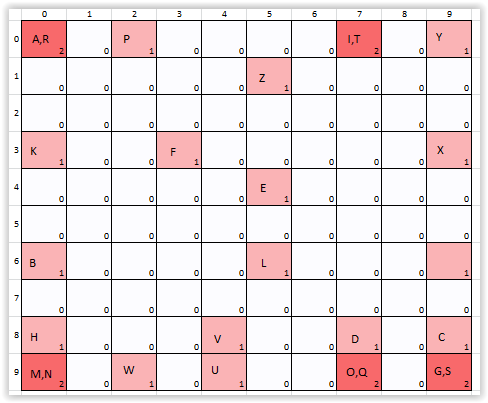 0 1 2 3 4 5 6 7 8 9
0 A,R 2 0 P 1 0 0 0 0 I,T 2 0 Y 1
1 0 0 0 0 0 Z 1 0 0 0 0
2 0 0 0 0 0 0 0 0 0 0
3 K 1 0 0 F 1 0 0 0 0 0 X 1
4 0 0 0 0 0 E 1 0 0 0 0
5 0 0 0 0 0 0 0 0 0 0
6 B 1 0 0 0 0 L 1 0 0 0 1
7 0 0 0 0 0 0 0 0 0 0
8 H 1 0 0 0 V 1 0 0 D 1 0 C 1
9 M,N 2 0 W 1 0 U 1 0 0 O,Q 2 0 G,S 2